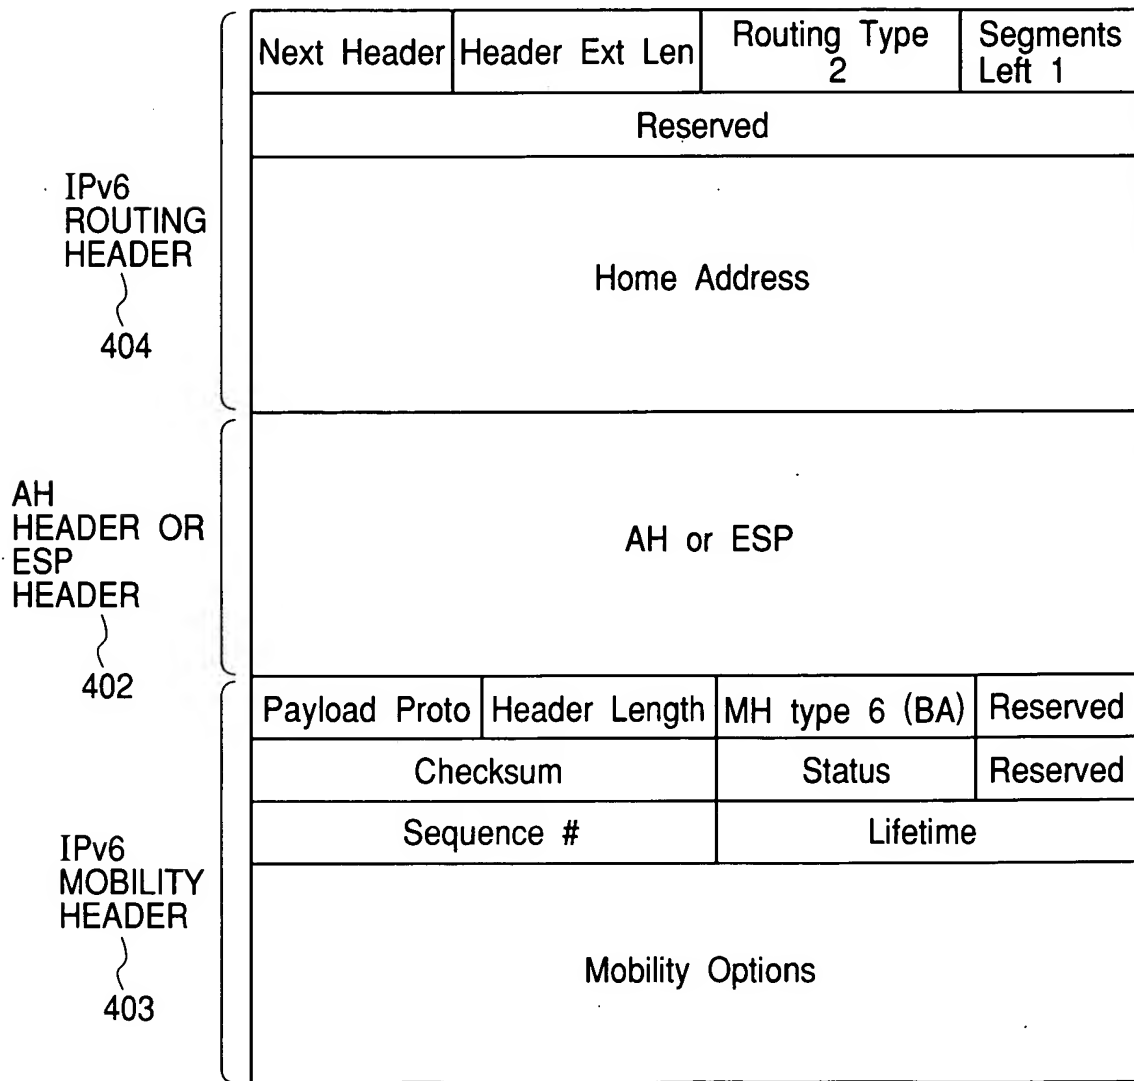 Next Header
Header Ext Len
Routing Type
2
Segments
Left 1
Reserved
IPv6
ROUTING
HEADER
404
Home Address
AH
HEADER OR
ESP
HEADER
402
AH or ESP
Payload Proto
Header Length
MH type 6 (BA)
Reserved
Checksum
Status
Reserved
Sequence #
Lifetime
IPv6
MOBILITY
HEADER
403
Mobility Options